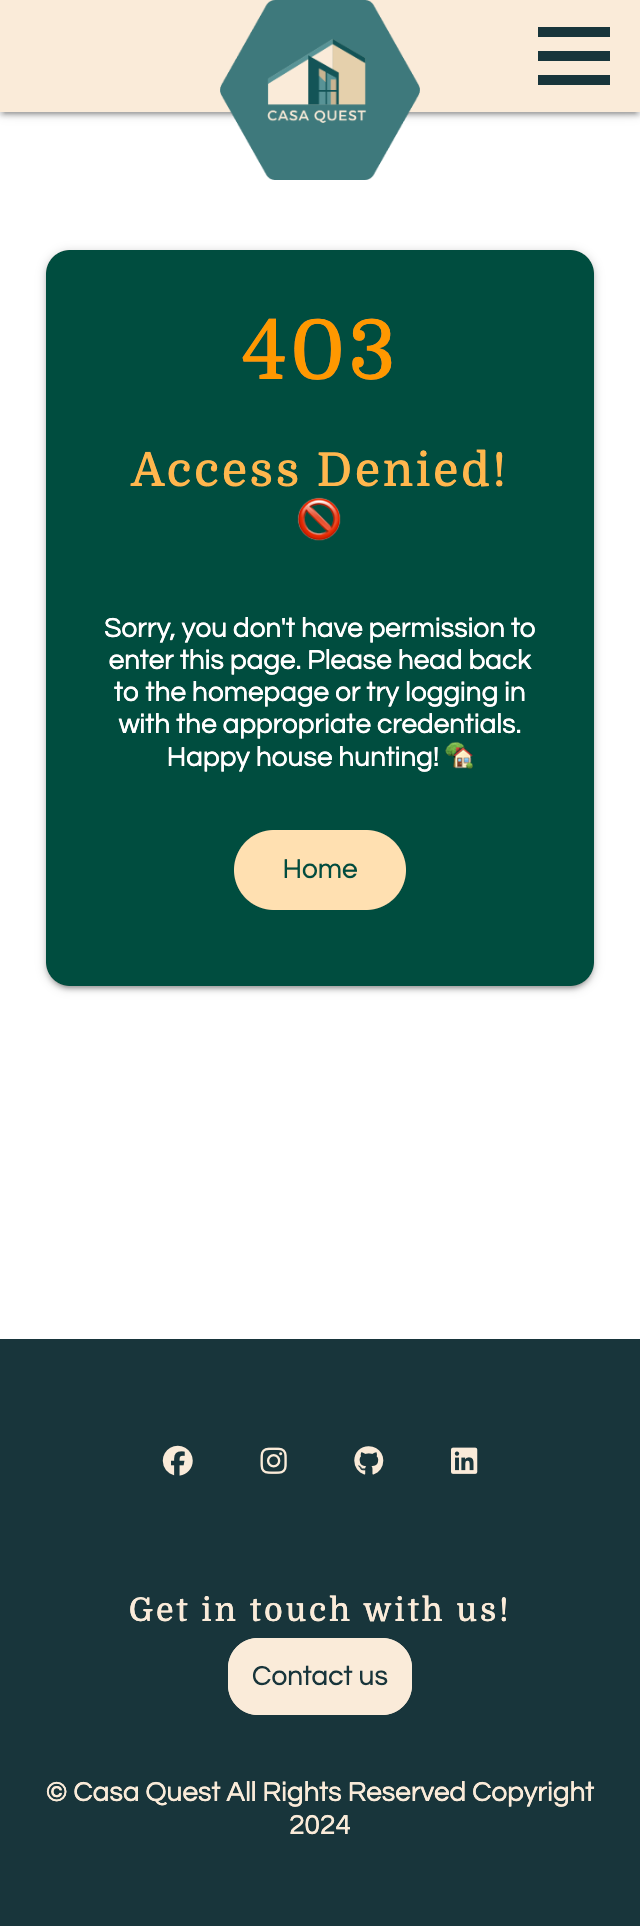 CASA QUEST
403
Access Denied!
🚫
Sorry, you don't have permission to
enter this page. Please head back
to the homepage or try logging in
with the appropriate credentials.
Happy house hunting! 🏡
Home
Get in touch with us!
Contact us
© Casa Quest All Rights Reserved Copyright
2024